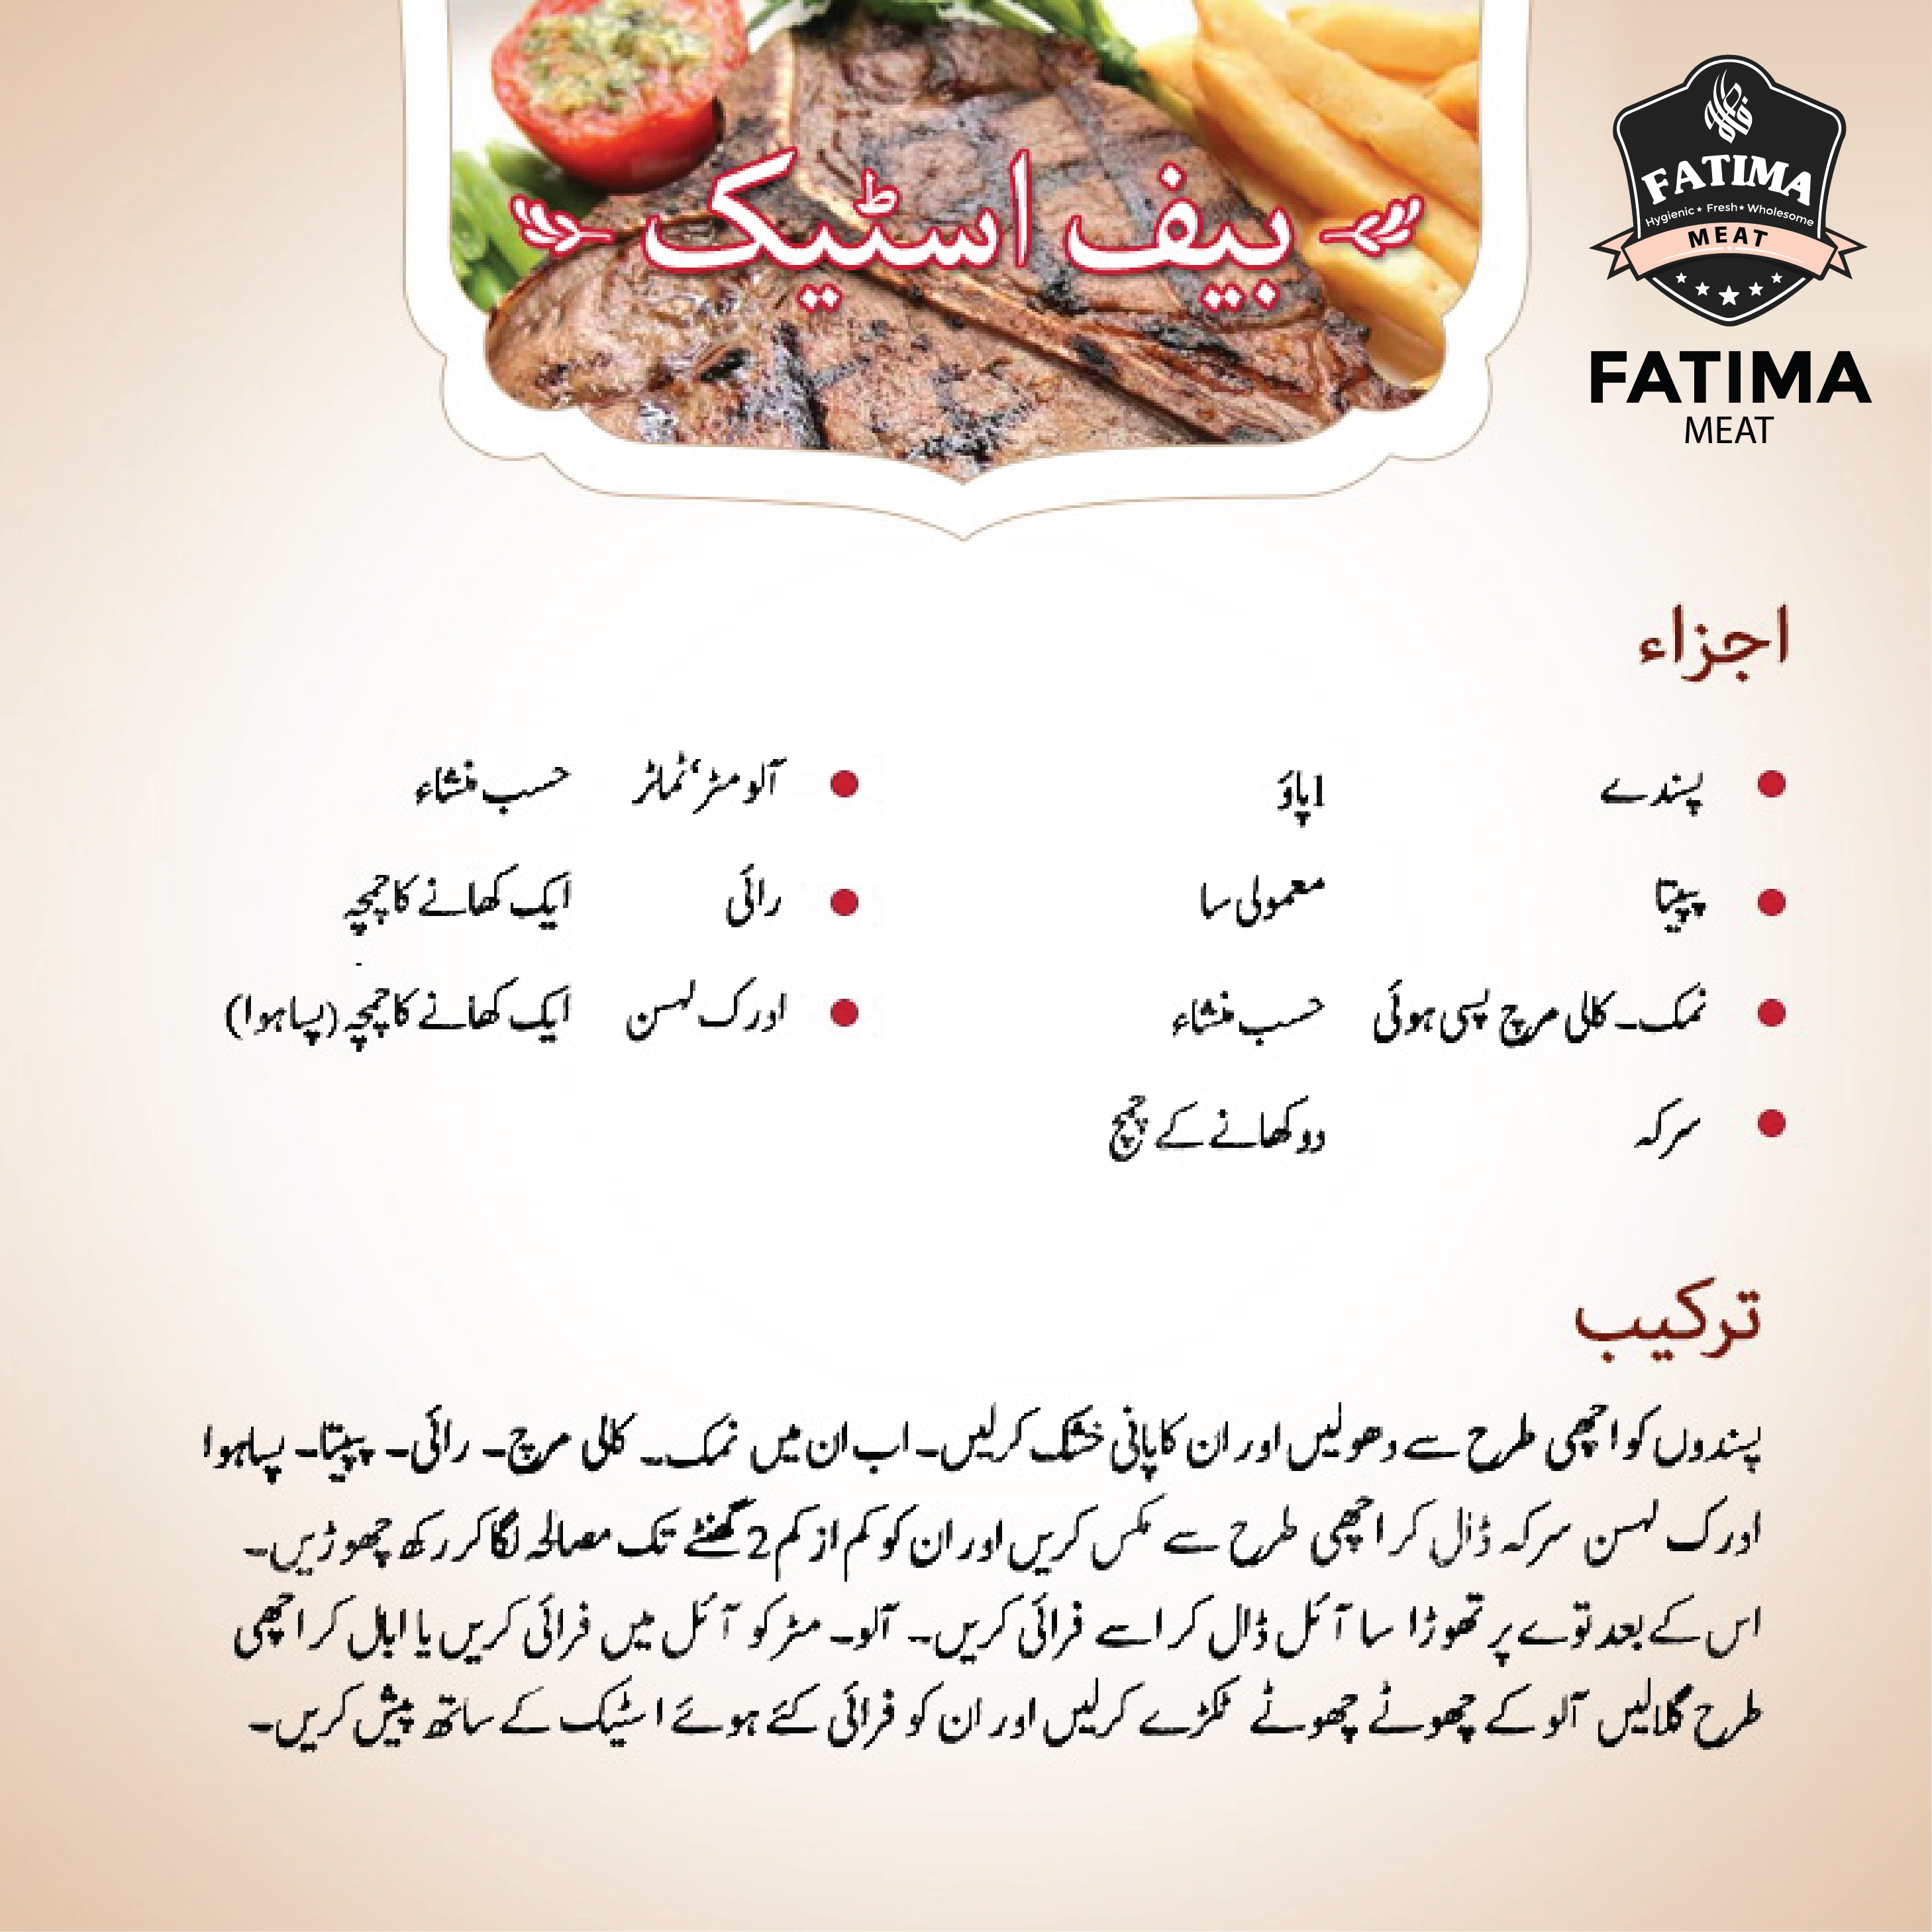 بیف اسٹیک
فاطمہ
FATIMA
Hygienic ★ Fresh ★ Wholesome
MEAT
FATIMA
MEAT
اجزاء
پسندے 1پاؤ
پپیتا معمولی سا
نمک۔ کالی مرچ پسی ہوئی حسب منشاء
سرکہ دو کھانے کے چمچ
آلو مٹر، ٹماٹر حسب منشاء
رائی ایک کھانے کا چمچہ
ادرک لہسن ایک کھانے کا چمچہ (پسا ہوا)
ترکیب
پسندوں کو اچھی طرح سے دھولیں اور ان کا پانی خشک کرلیں۔ اب ان میں نمک۔ کالی مرچ۔ رائی۔ پپیتا۔ پسا ہوا
ادرک لہسن سرکہ ڈال کر اچھی طرح سے مکس کریں اور ان کو کم از کم 2 گھنٹے تک مصالحہ لگا کر رکھ چھوڑیں۔
اس کے بعد توے پر تھوڑا سا آئل ڈال کر اسے فرائی کریں۔ آلو۔ مٹر کو آئل میں فرائی کریں یا ابال کر اچھی
طرح گلالیں آلو کے چھوٹے چھوٹے ٹکڑے کرلیں اور ان کو فرائی کئے ہوئے اسٹیک کے ساتھ پیش کریں۔